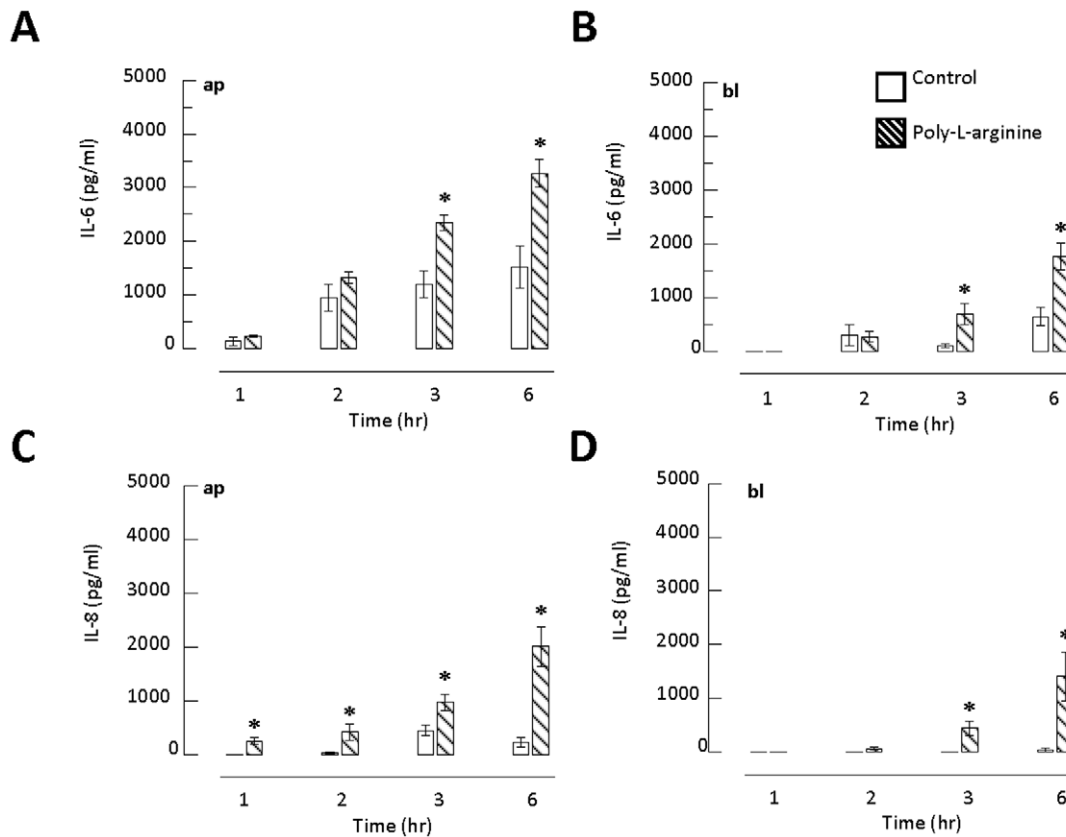 A
ap
5000
4000
3000
2000
1000
0
IL-6 (pg/ml)
*
*
1 2 3 6
Time (hr)
B
bl
Control
Poly-L-arginine
5000
4000
3000
2000
1000
0
IL-6 (pg/ml)
*
*
1 2 3 6
Time (hr)
C
ap
5000
4000
3000
2000
1000
0
IL-8 (pg/ml)
*
*
*
*
1 2 3 6
Time (hr)
D
bl
5000
4000
3000
2000
1000
0
IL-8 (pg/ml)
*
*
1 2 3 6
Time (hr)